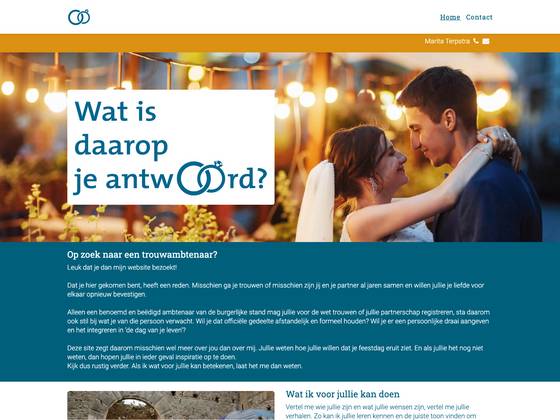 Home Contact
Marita Terpstra
Wat is
daarop
je antwoord?
Op zoek naar een trouwambtenaar?
Leuk dat je dan mijn website bezoekt!
Dat je hier gekomen bent, heeft een reden. Misschien ga je trouwen of misschien zijn jij en je partner al jaren samen en willen jullie je liefde voor
elkaar opnieuw bevestigen.
Alleen een benoemd en beëdigd ambtenaar van de burgerlijke stand mag jullie voor de wet trouwen of jullie partnerschap registreren, sta daarom
ook stil bij wat je van die persoon verwacht. Wil je dat officiële gedeelte afstandelijk en formeel houden? Wil je er een persoonlijke draai aangeven
en het integreren in 'de dag van je leven'?
Deze site zegt daarom misschien wel meer over jou dan over mij. Jullie weten hoe jullie willen dat je feestdag eruit ziet. En als jullie het nog niet
weten, dan hopen jullie in ieder geval inspiratie op te doen.
Kijk dus rustig verder. Als ik wat voor jullie kan betekenen, laat het me dan weten.
Wat ik voor jullie kan doen
Vertel me wie jullie zijn en wat jullie wensen zijn, vertel me jullie
verhalen. Zo kan ik jullie leren kennen en de juiste toon vinden om